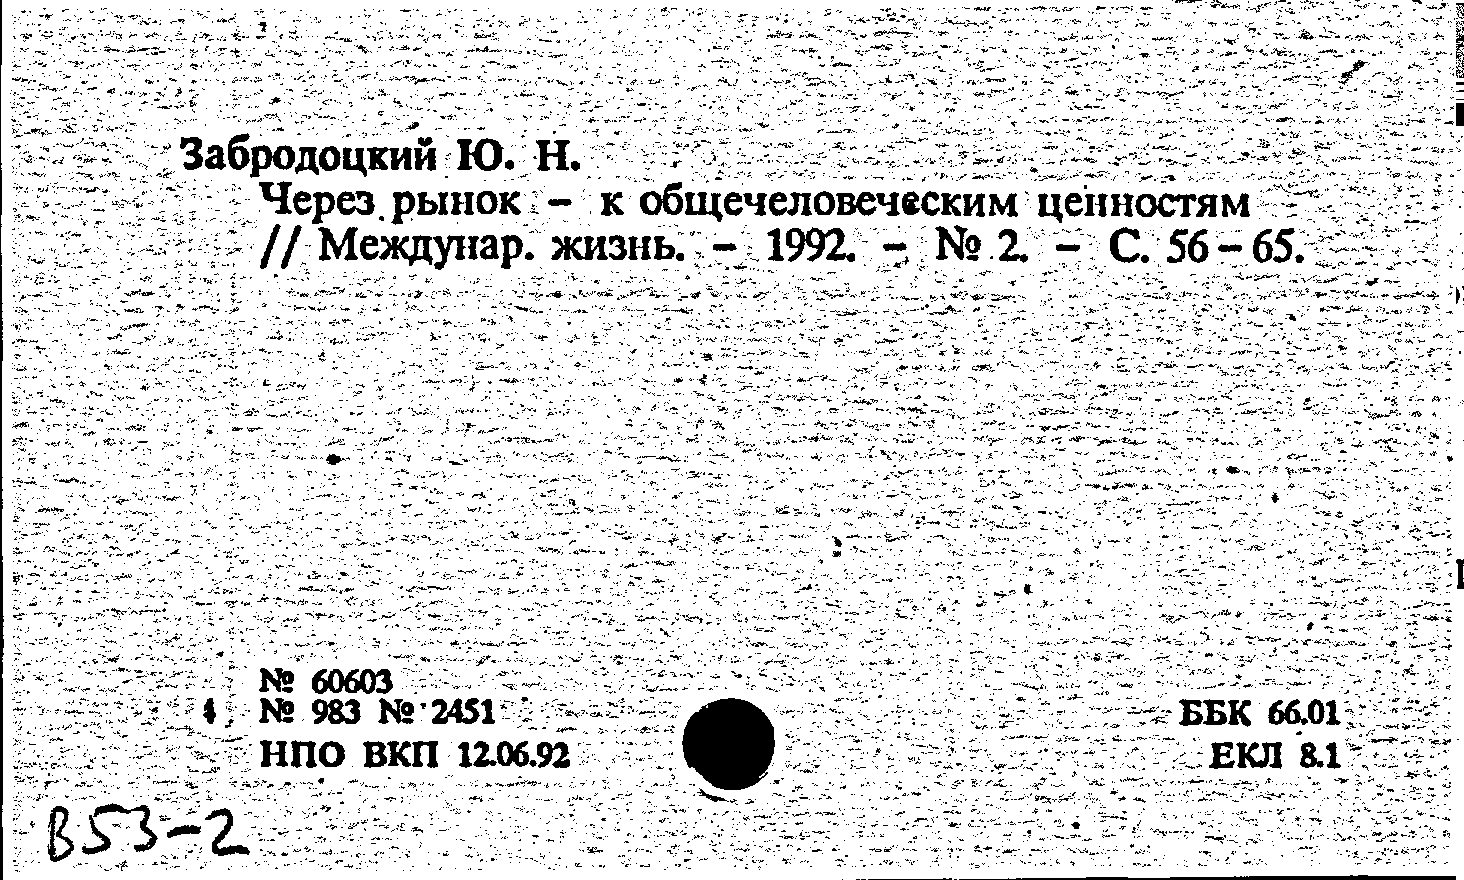 Забродоцкий Ю. Н.
Через рынок – к общечеловеческим ценностям
// Междунар. жизнь. – 1992. – № 2. – С. 56 – 65.
№ 60603
4 № 983 № 2451
ББК 66.01
НПО ВКП 12.06.92
ЕКЛ 8.1
В53-2